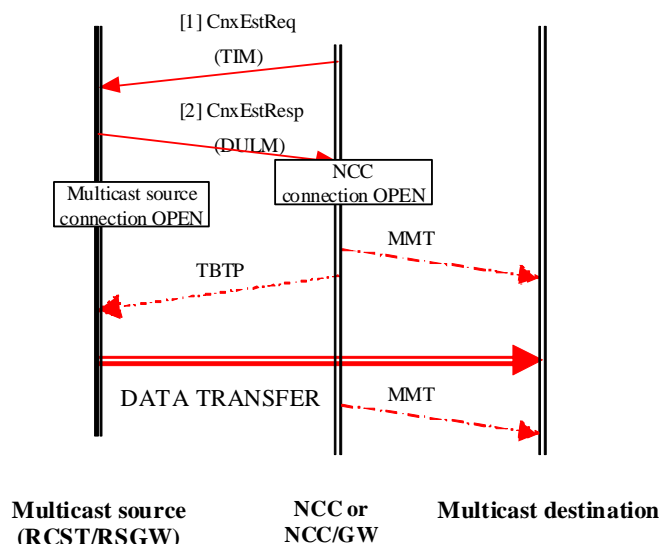 [1] CnxEstReq
(TIM)
[2] CnxEstResp
(DULM)
NCC
connection OPEN
Multicast source
connection OPEN
MMT
TBTP
DATA TRANSFER
MMT
Multicast source
(RCST/RSGW)
NCC or
NCC/GW
Multicast destination